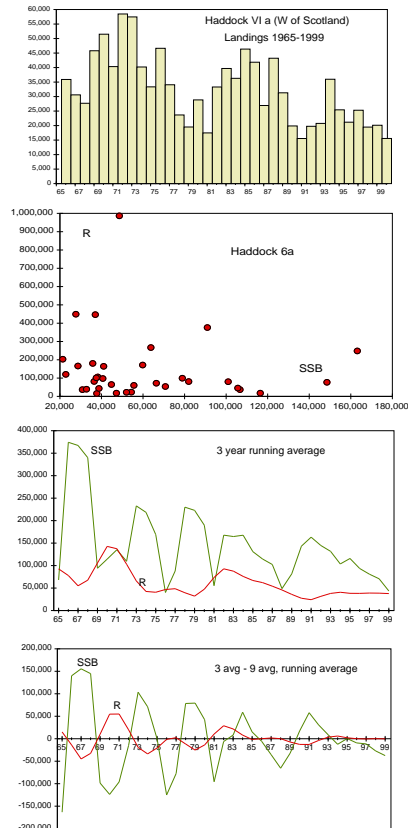 Haddock VI a (W of Scotland)
Landings 1965-1999
60,000
55,000
50,000
45,000
40,000
35,000
30,000
25,000
20,000
15,000
10,000
5,000
0
65 67 69 71 73 75 77 79 81 83 85 87 89 91 93 95 97 99
1,000,000
900,000
800,000
700,000
600,000
500,000
400,000
300,000
200,000
100,000
0
R
Haddock 6a
SSB
20,000 40,000 60,000 80,000 100,000 120,000 140,000 160,000 180,000
400,000
350,000
300,000
250,000
200,000
150,000
100,000
50,000
0
SSB
3 year running average
R
65 67 69 71 73 75 77 79 81 83 85 87 89 91 93 95 97 99
200,000
150,000
100,000
50,000
0
-50,000
-100,000
-150,000
-200,000
SSB
3 avg - 9 avg, running average
R
65 67 69 71 73 75 77 79 81 83 85 87 89 91 93 95 97 99